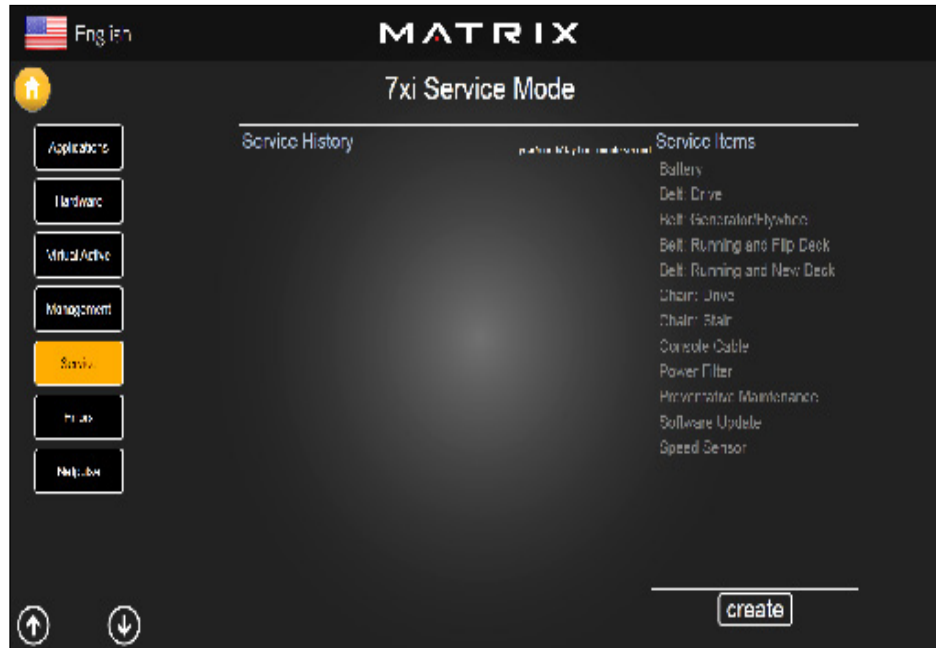 English
MATRIX
7xi Service Mode
Applications
Hardware
Virtual Active
Management
Service
Errors
Netpulse
Service History
Service Items
Battery
Belt: Drive
Belt: Generator/Flywheel
Belt: Running and Flip Deck
Belt: Running and New Deck
Chain: Drive
Chain: Stair
Console Cable
Power Filter
Preventative Maintenance
Software Update
Speed Sensor
create